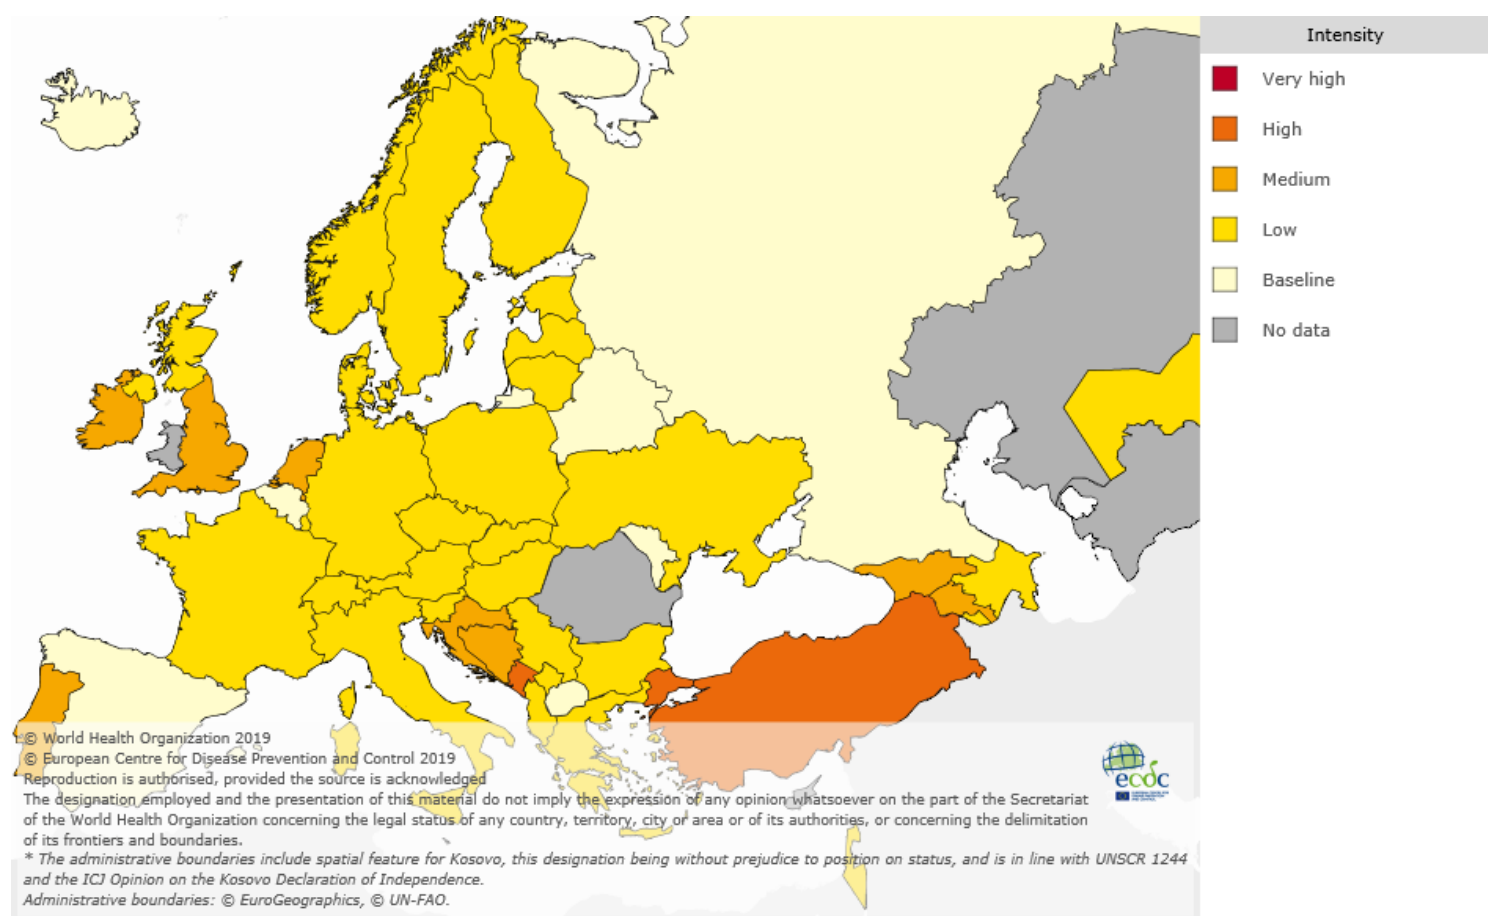 Intensity
Very high
High
Medium
Low
Baseline
No data
© World Health Organization 2019
© European Centre for Disease Prevention and Control 2019
Reproduction is authorised, provided the source is acknowledged
The designation employed and the presentation of this material do not imply the expression of any opinion whatsoever on the part of the Secretariat
of the World Health Organization concerning the legal status of any country, territory, city or area or of its authorities, or concerning the delimitation
of its frontiers and boundaries.
* The administrative boundaries include spatial feature for Kosovo, this designation being without prejudice to position on status, and is in line with UNSCR 1244
and the ICJ Opinion on the Kosovo Declaration of Independence.
Administrative boundaries: © EuroGeographics, © UN-FAO.
ecdc